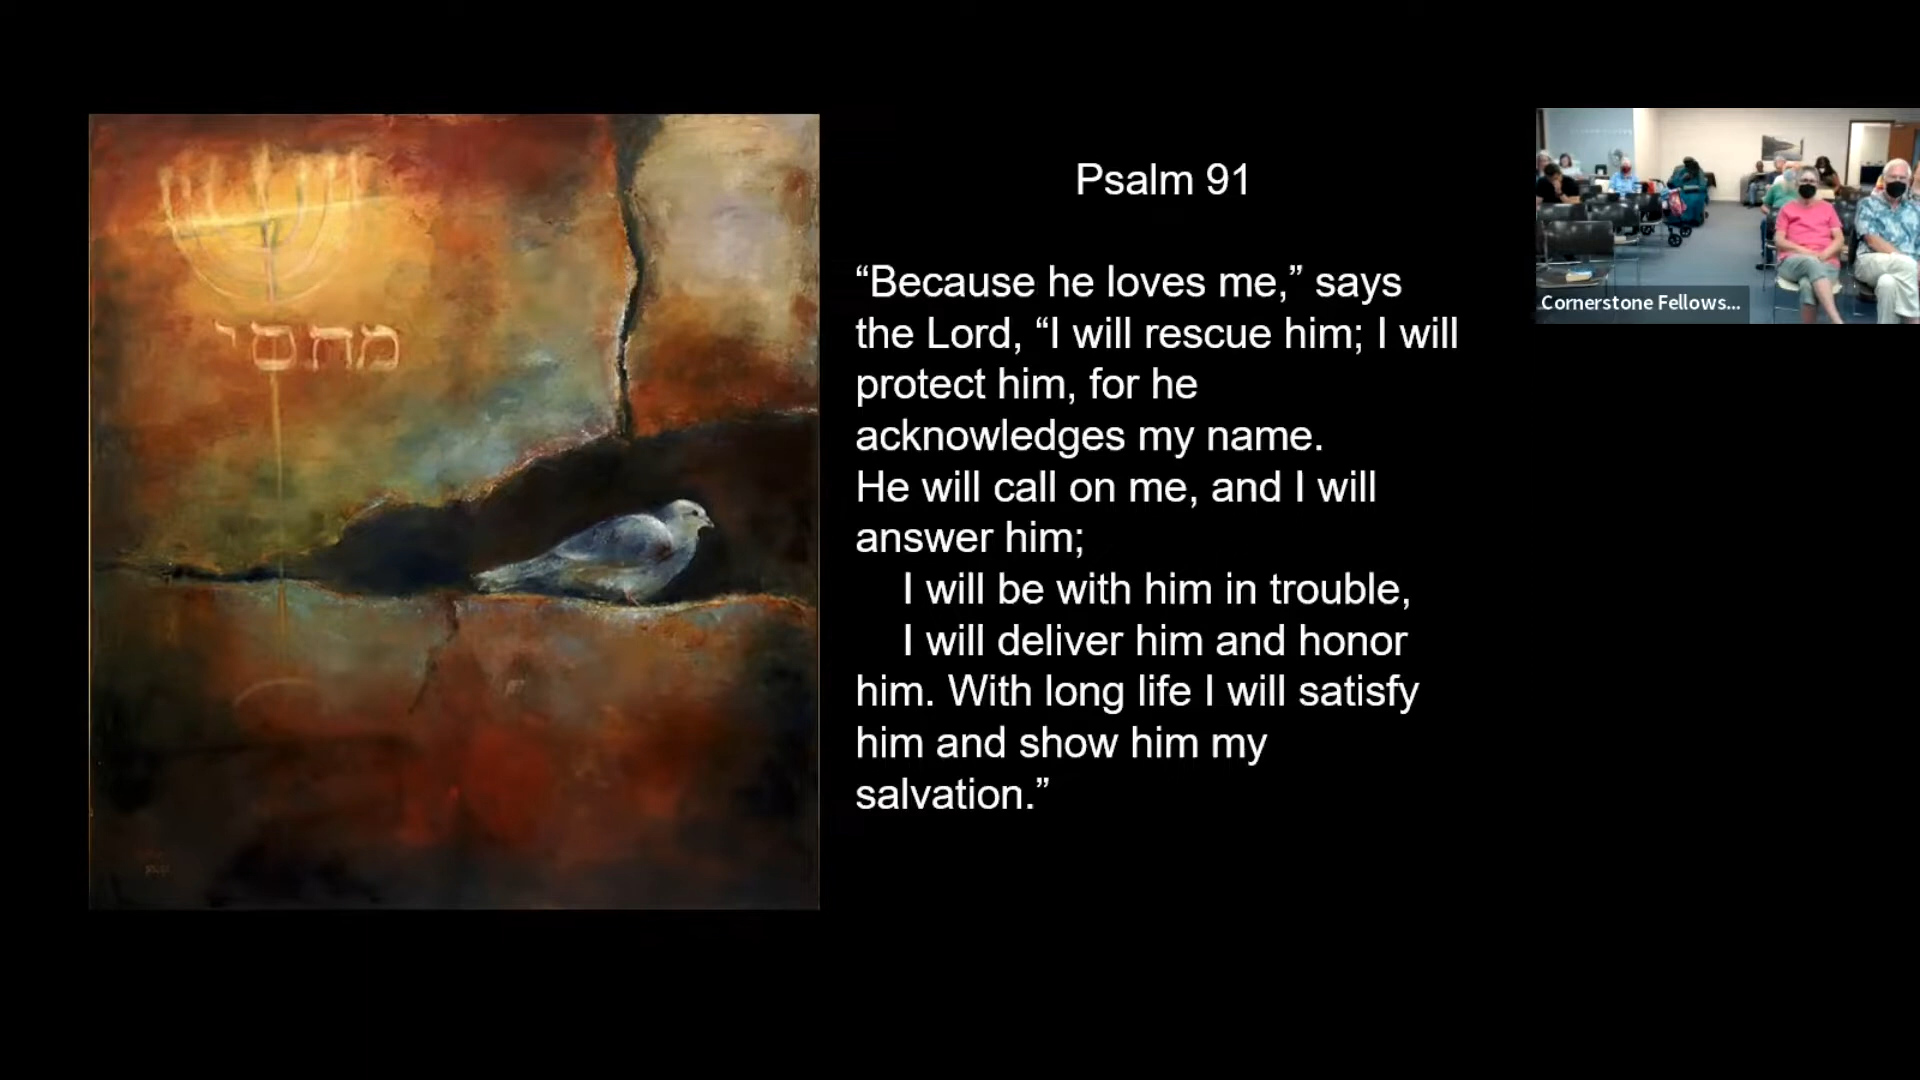 מחסי
Psalm 91
“Because he loves me,” says
the Lord, “I will rescue him; I will
protect him, for he
acknowledges my name.
He will call on me, and I will
answer him;
I will be with him in trouble,
I will deliver him and honor
him. With long life I will satisfy
him and show him my
salvation.”
Cornerstone Fellows...